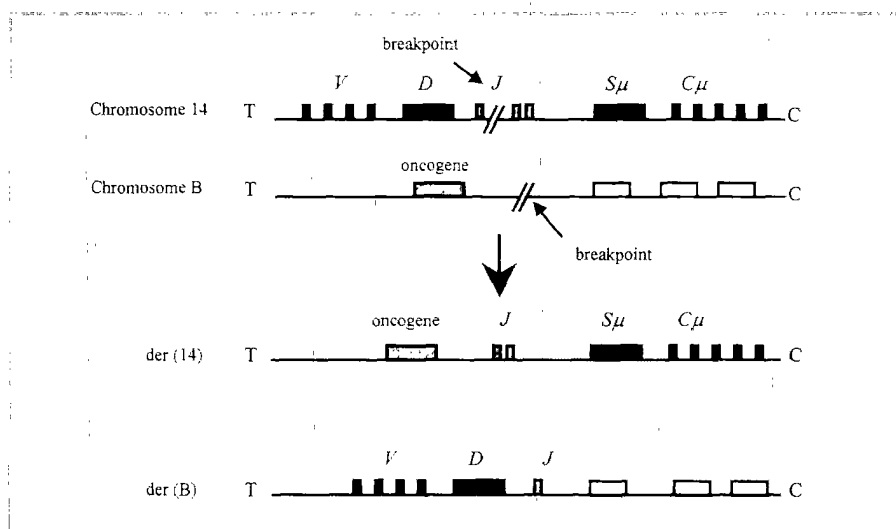 breakpoint
V D J Sμ Cμ
Chromosome 14 T C
oncogene
Chromosome B T C
breakpoint
oncogene J Sμ Cμ
der (14) T C
V D J
der (B) T C